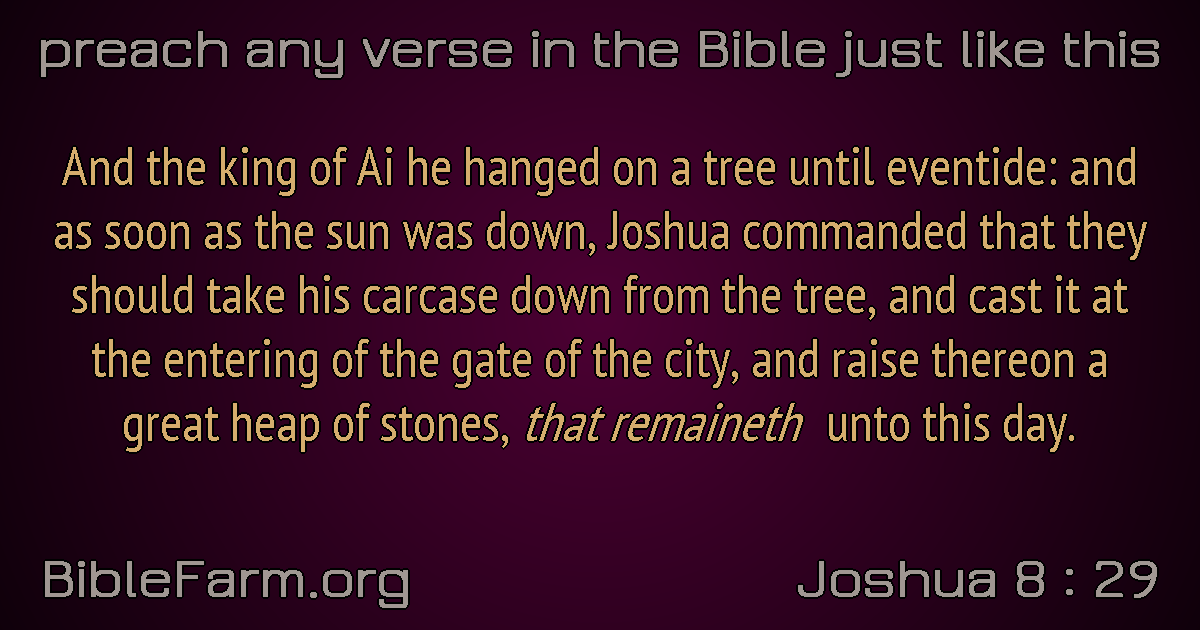 preach any verse in the Bible just like this
And the king of Ai he hanged on a tree until eventide: and
as soon as the sun was down, Joshua commanded that they
should take his carcase down from the tree, and cast it at
the entering of the gate of the city, and raise thereon a
great heap of stones, that remaineth unto this day.
BibleFarm.org
Joshua 8 : 29